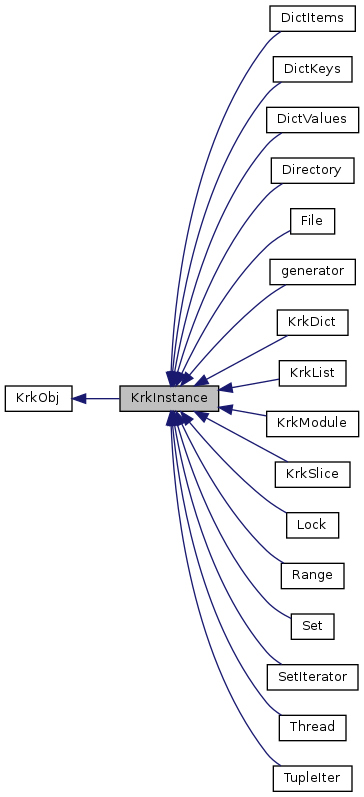 DictItems
DictKeys
DictValues
Directory
File
generator
KrkDict
KrkList
KrkObj
KrkInstance
KrkModule
KrkSlice
Lock
Range
Set
SetIterator
Thread
TupleIter